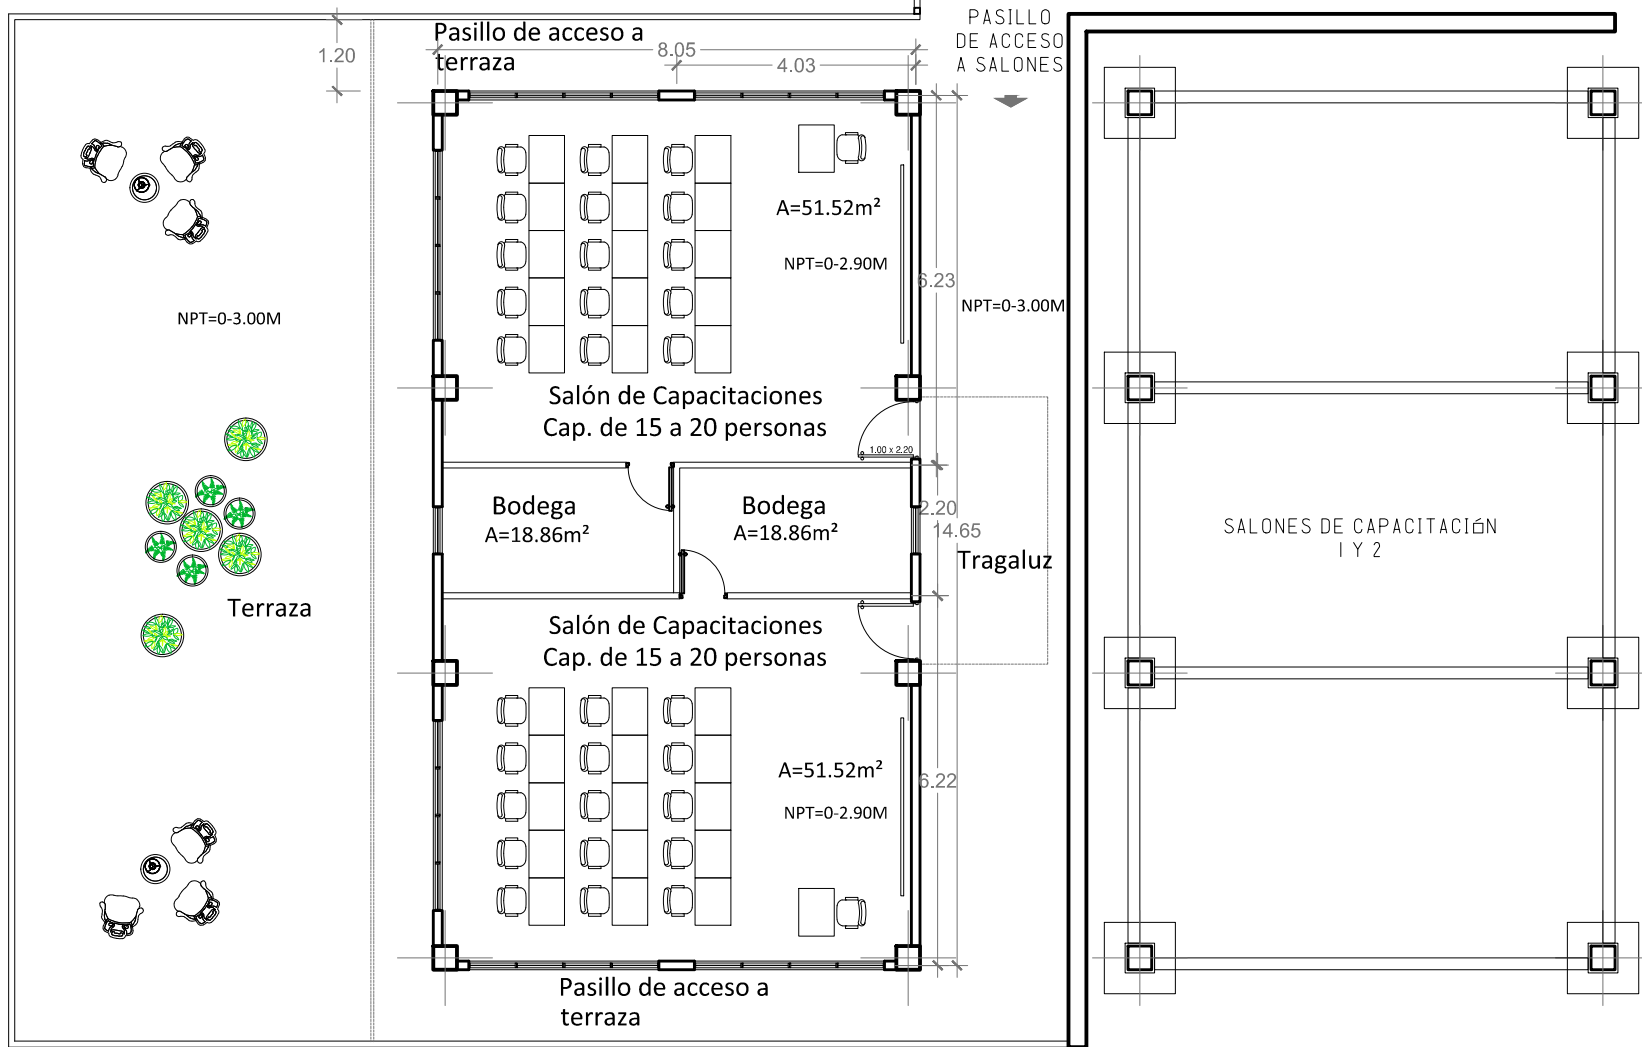 Pasillo de acceso a
terraza
PASILLO
DE ACCESO
A SALONES
1.20
8.05
4.03
A=51.52m²
NPT=0-2.90M
6.23
NPT=0-3.00M
NPT=0-3.00M
Salón de Capacitaciones
Cap. de 15 a 20 personas
1.00 x 2.20
Bodega
A=18.86m²
Bodega
A=18.86m²
2.20
14.65
Tragaluz
SALONES DE CAPACITACIóN
1 Y 2
Terraza
Salón de Capacitaciones
Cap. de 15 a 20 personas
A=51.52m²
NPT=0-2.90M
6.22
Pasillo de acceso a
terraza